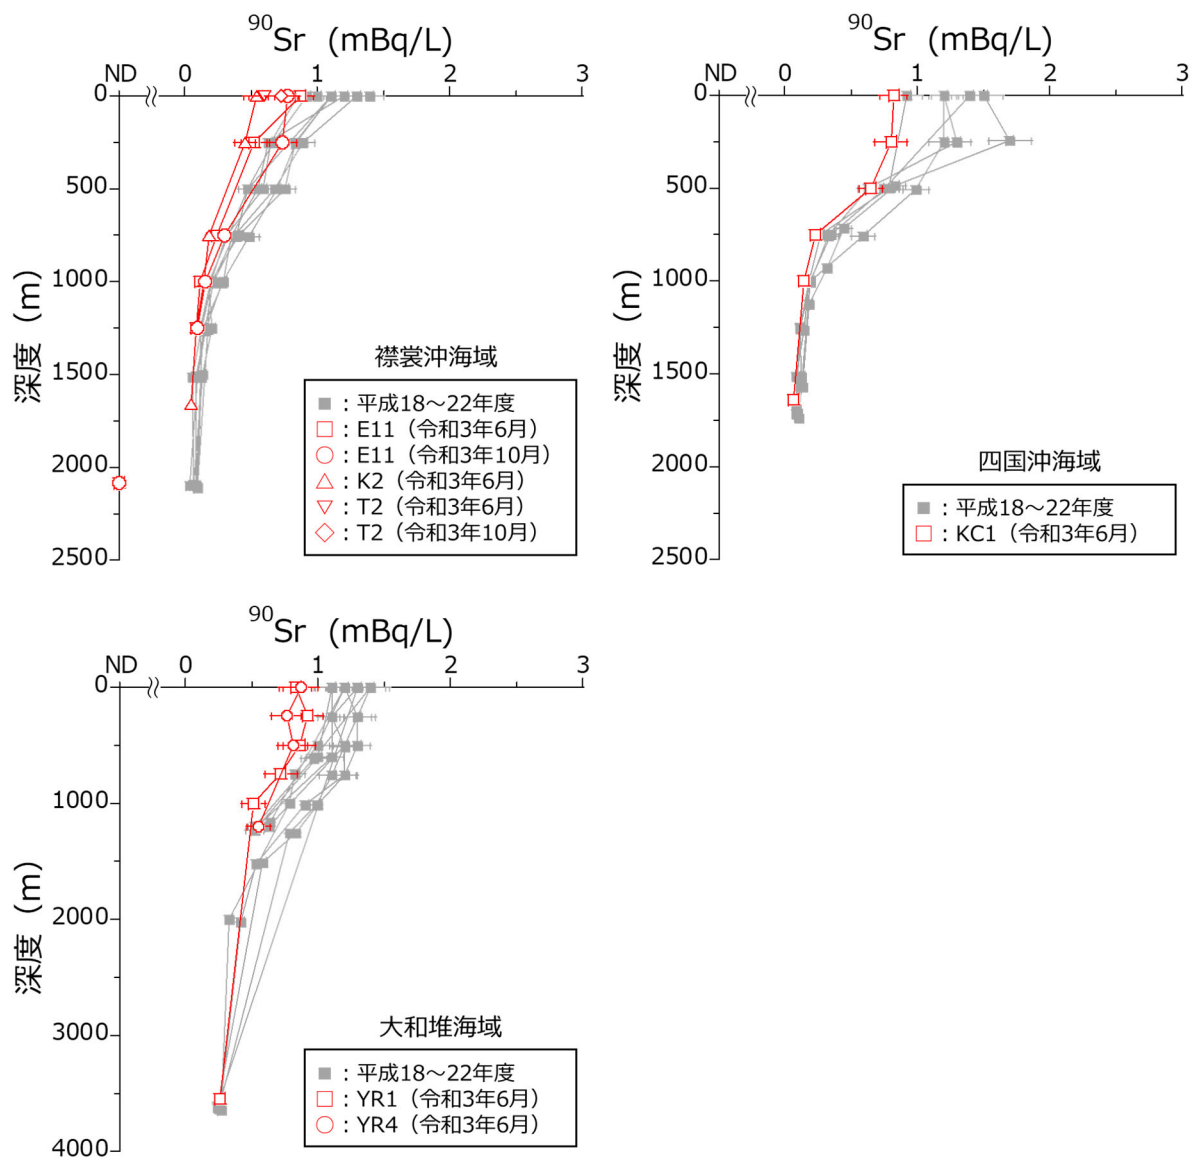 ⁹⁰Sr (mBq/L)
ND 0 1 2 3
0
500
1000
1500
2000
2500
深度 (m)
襟裳沖海域
：平成18～22年度
：E11（令和3年6月）
：E11（令和3年10月）
：K2（令和3年6月）
：T2（令和3年6月）
：T2（令和3年10月）
⁹⁰Sr (mBq/L)
ND 0 1 2 3
0
500
1000
1500
2000
2500
深度 (m)
四国沖海域
：平成18～22年度
：KC1（令和3年6月）
⁹⁰Sr (mBq/L)
ND 0 1 2 3
0
1000
2000
3000
4000
深度 (m)
大和堆海域
：平成18～22年度
：YR1（令和3年6月）
：YR4（令和3年6月）